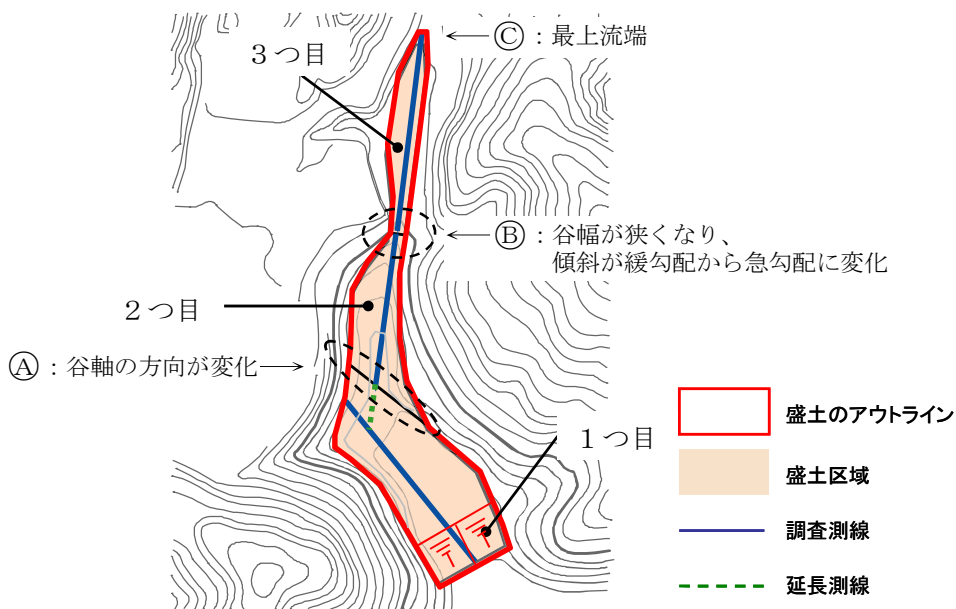 Ⓒ：最上流端
３つ目
Ⓑ：谷幅が狭くなり、
傾斜が緩勾配から急勾配に変化
２つ目
Ⓐ：谷軸の方向が変化
１つ目
盛土のアウトライン
盛土区域
調査測線
延長測線